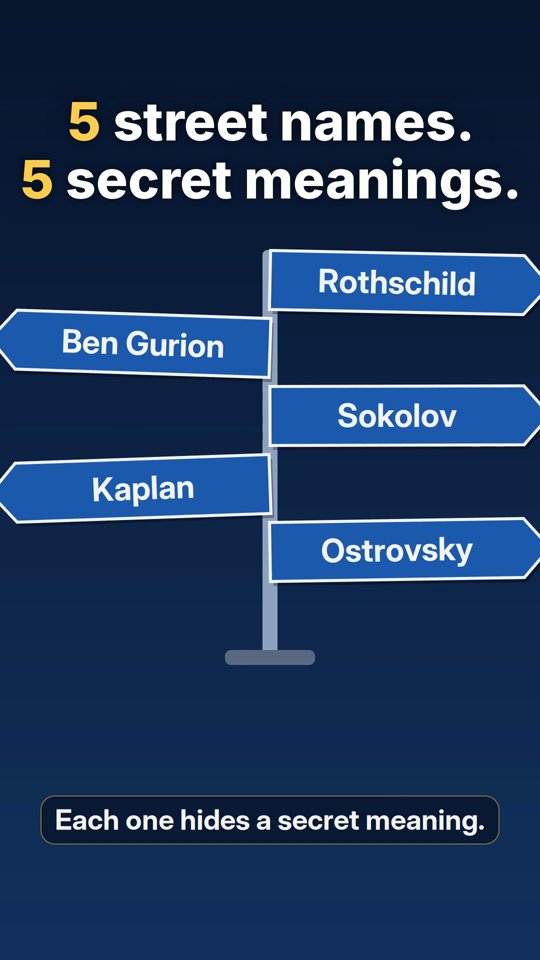 5 street names.
5 secret meanings.
Rothschild
Ben Gurion
Sokolov
Kaplan
Ostrovsky
Each one hides a secret meaning.